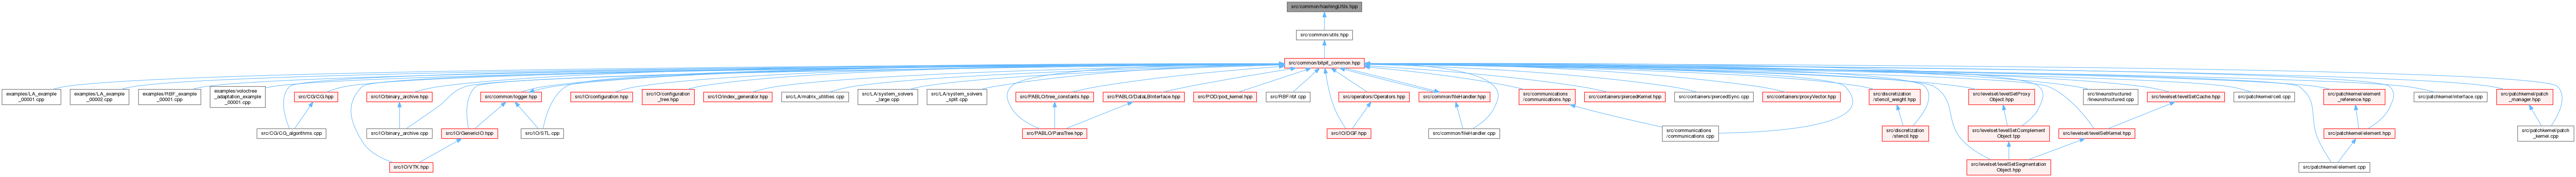 src/common/hashingUtils.hpp
src/common/utils.hpp
src/common/bitpit_common.hpp
examples/LA_example
_00001.cpp
examples/LA_example
_00002.cpp
examples/RBF_example
_00001.cpp
examples/voloctree
_adaptation_example
_00001.cpp
src/CG/CG.hpp
src/IO/binary_archive.hpp
src/common/logger.hpp
src/IO/configuration.hpp
src/IO/configuration
_tree.hpp
src/IO/index_generator.hpp
src/LA/matrix_utilities.cpp
src/LA/system_solvers
_large.cpp
src/LA/system_solvers
_split.cpp
src/PABLO/tree_constants.hpp
src/PABLO/DataLBInterface.hpp
src/POD/pod_kernel.hpp
src/RBF/rbf.cpp
src/operators/Operators.hpp
src/common/fileHandler.hpp
src/communications
/communications.hpp
src/containers/piercedKernel.hpp
src/containers/piercedSync.cpp
src/containers/proxyVector.hpp
src/discretization
/stencil_weight.hpp
src/levelset/levelSetProxy
Object.hpp
src/lineunstructured
/lineunstructured.cpp
src/levelset/levelSetCache.hpp
src/patchkernel/cell.cpp
src/patchkernel/element
_reference.hpp
src/patchkernel/interface.cpp
src/patchkernel/patch
_manager.hpp
src/CG/CG_algorithms.cpp
src/IO/binary_archive.cpp
src/IO/GenericIO.hpp
src/IO/STL.cpp
src/PABLO/ParaTree.hpp
src/IO/DGF.hpp
src/common/fileHandler.cpp
src/communications
/communications.cpp
src/discretization
/stencil.hpp
src/levelset/levelSetComplement
Object.tpp
src/levelset/levelSetKernel.hpp
src/patchkernel/element.hpp
src/patchkernel/patch
_kernel.cpp
src/IO/VTK.hpp
src/levelset/levelSetSegmentation
Object.hpp
src/patchkernel/element.cpp